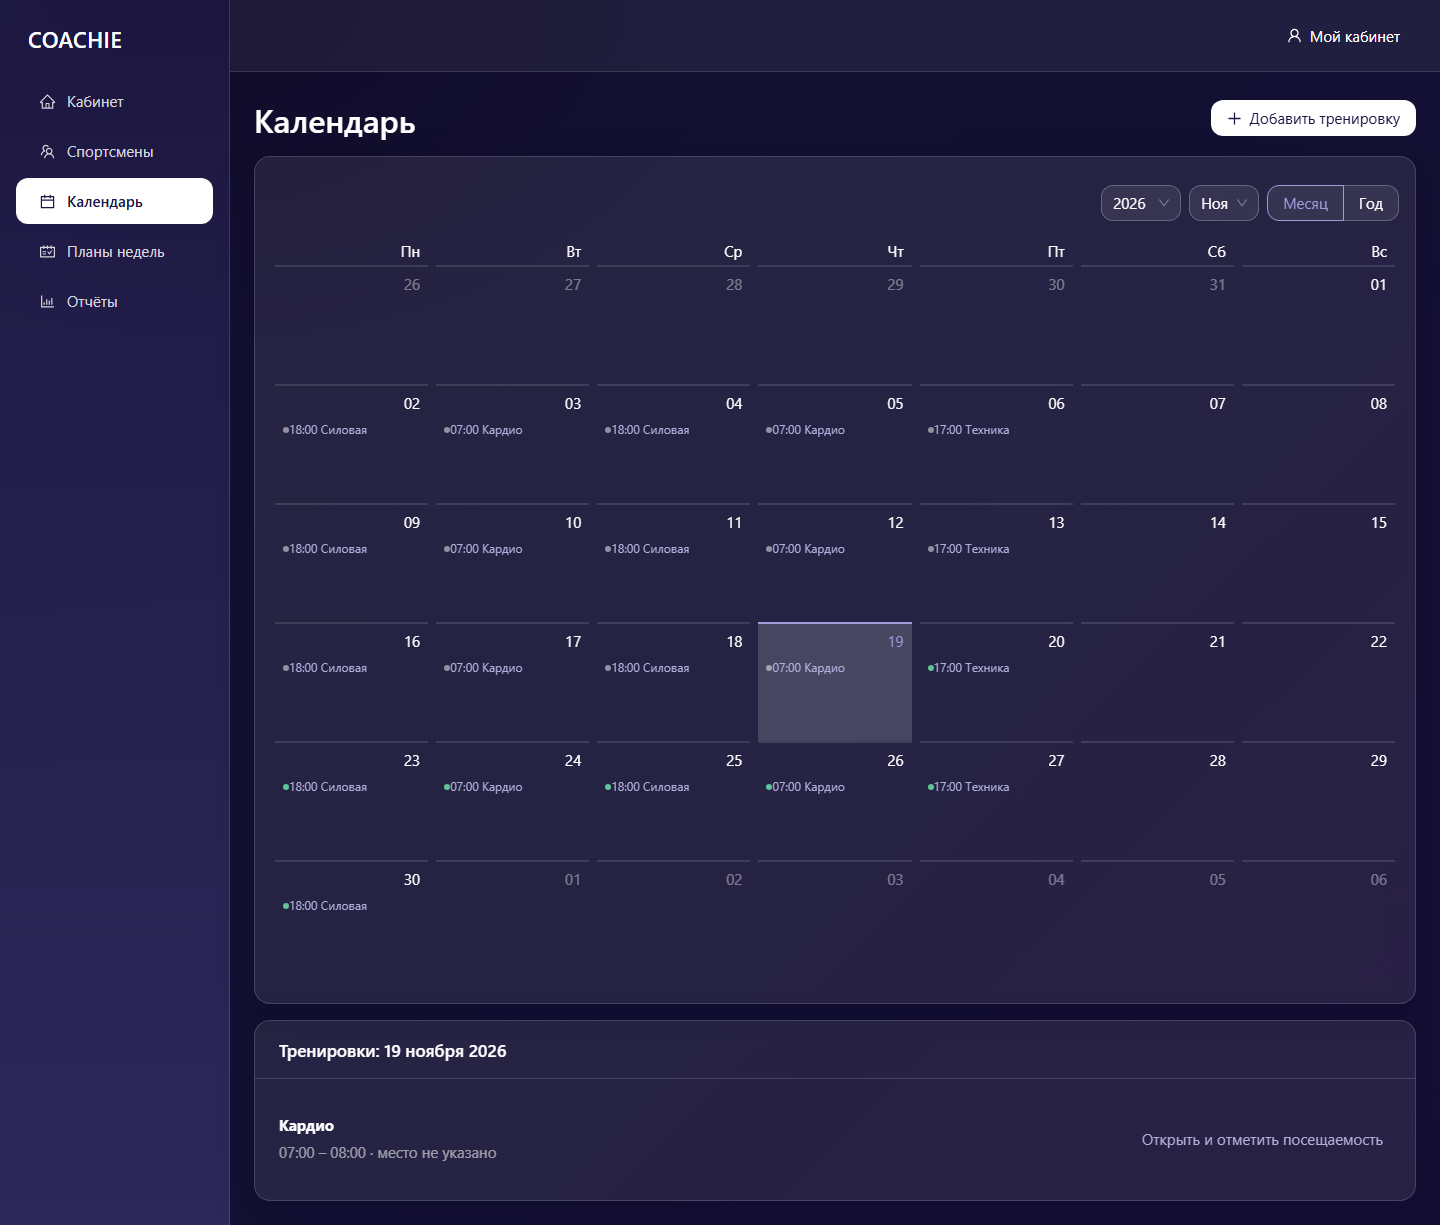 COACHIE
Мой кабинет
Кабинет
Спортсмены
Календарь
Планы недель
Отчёты
Календарь
Добавить тренировку
2026 Ноя Месяц Год
Пн Вт Ср Чт Пт Сб Вс
26 27 28 29 30 31 01
02 03 04 05 06 07 08
18:00 Силовая 07:00 Кардио 18:00 Силовая 07:00 Кардио 17:00 Техника
09 10 11 12 13 14 15
18:00 Силовая 07:00 Кардио 18:00 Силовая 07:00 Кардио 17:00 Техника
16 17 18 19 20 21 22
18:00 Силовая 07:00 Кардио 18:00 Силовая 07:00 Кардио 17:00 Техника
23 24 25 26 27 28 29
18:00 Силовая 07:00 Кардио 18:00 Силовая 07:00 Кардио 17:00 Техника
30 01 02 03 04 05 06
18:00 Силовая
Тренировки: 19 ноября 2026
Кардио
07:00 – 08:00 · место не указано
Открыть и отметить посещаемость